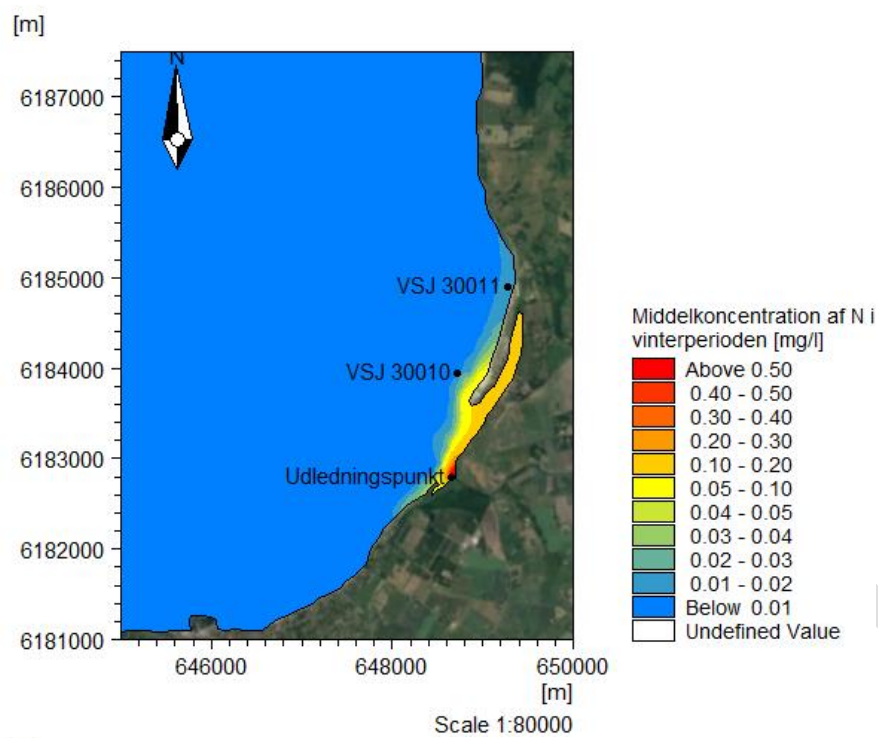 [m]
N
6187000
6186000
6185000
6184000
6183000
6182000
6181000
VSJ 30011
VSJ 30010
Udledningspunkt
646000
648000
650000
[m]
Scale 1:80000
Middelkoncentration af N i
vinterperioden [mg/l]
Above 0.50
0.40 - 0.50
0.30 - 0.40
0.20 - 0.30
0.10 - 0.20
0.05 - 0.10
0.04 - 0.05
0.03 - 0.04
0.02 - 0.03
0.01 - 0.02
Below 0.01
Undefined Value